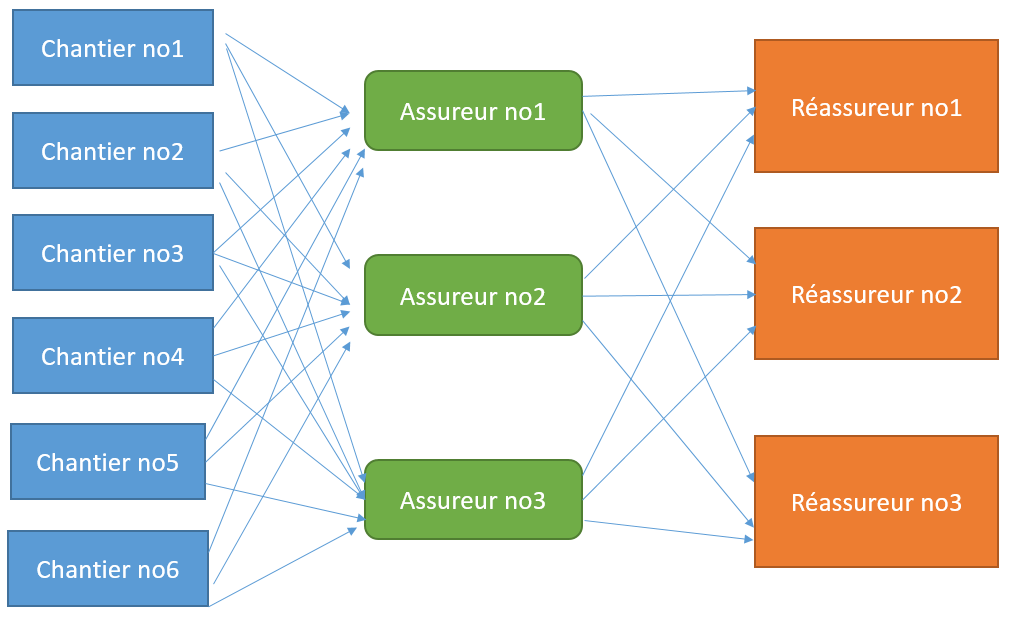 Chantier no1
Chantier no2
Chantier no3
Chantier no4
Chantier no5
Chantier no6
Assureur no1
Assureur no2
Assureur no3
Réassureur no1
Réassureur no2
Réassureur no3